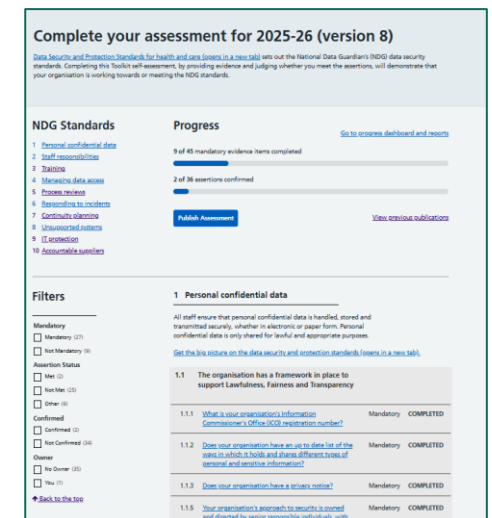 Complete your assessment for 2025-26 (version 8)
Data Security and Protection Standards for health and care (opens in a new tab) sets out the National Data Guardian's (NDG) data security
standards. Completing this Toolkit self-assessment, by providing evidence and judging whether you meet the assertions, will demonstrate that
your organisation is working towards or meeting the NDG standards.
NDG Standards
1 Personal confidential data
2 Staff responsibilities
3 Training
4 Managing data access
5 Process reviews
6 Responding to incidents
7 Continuity planning
8 Unsupported systems
9 IT protection
10 Accountable suppliers
Progress
Go to progress dashboard and reports
9 of 45 mandatory evidence items completed
2 of 36 assertions confirmed
Publish Assessment
View previous publications
Filters
Mandatory
Mandatory (27)
Not Mandatory (9)
Assertion Status
Met (2)
Not Met (25)
Other (9)
Confirmed
Confirmed (2)
Not Confirmed (34)
Owner
No Owner (35)
You (1)
Back to the top
1 Personal confidential data
All staff ensure that personal confidential data is handled, stored and
transmitted securely, whether in electronic or paper form. Personal
confidential data is only shared for lawful and appropriate purposes.
Get the big picture on the data security and protection standards (opens in a new tab).
1.1 The organisation has a framework in place to
support Lawfulness, Fairness and Transparency
1.1.1 What is your organisation's Information Mandatory COMPLETED
Commissioner's Office (ICO) registration number?
1.1.2 Does your organisation have an up to date list of the Mandatory COMPLETED
ways in which it holds and shares different types of
personal and sensitive information?
1.1.3 Does your organisation have a privacy notice? Mandatory COMPLETED
1.1.5 Your organisation's approach to security is owned Mandatory COMPLETED
and directed by senior responsible individuals, with